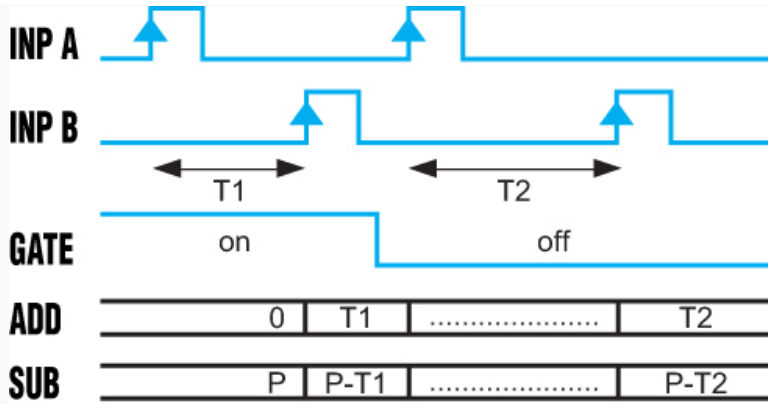 INP A
INP B
T1 T2
GATE on off
ADD 0 T1 ..................... T2
SUB P P-T1 ..................... P-T2